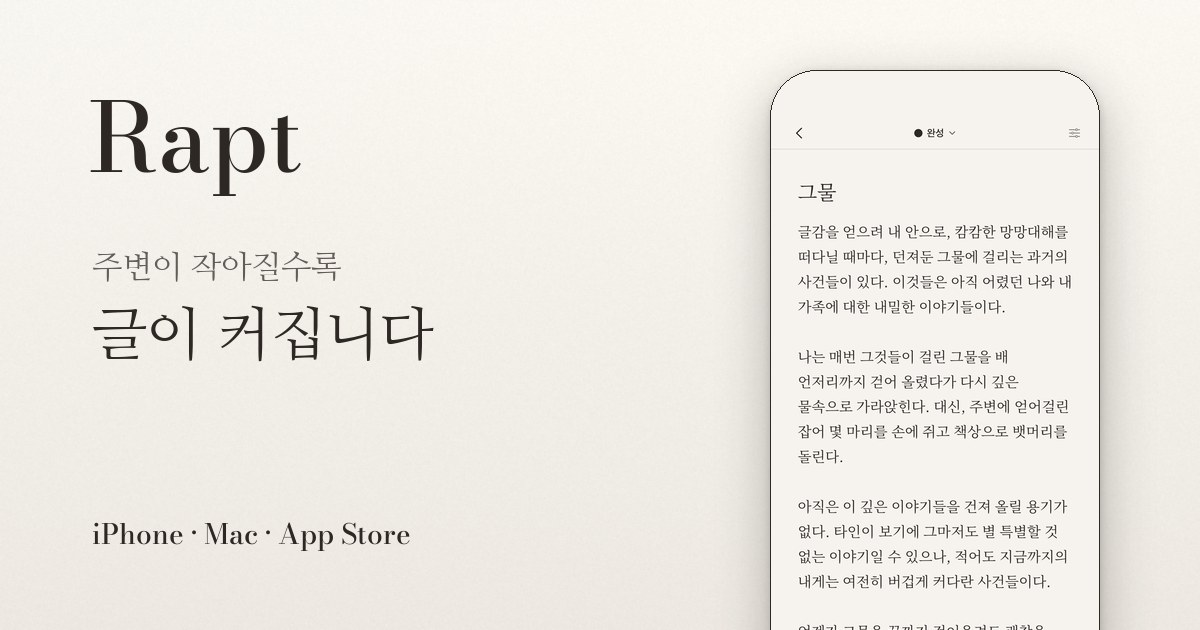 Rapt
주변이 작아질수록
글이 커집니다
iPhone · Mac · App Store
완성
그물
글감을 얻으려 내 안으로, 캄캄한 망망대해를
떠다닐 때마다, 던져둔 그물에 걸리는 과거의
사건들이 있다. 이것들은 아직 어렸던 나와 내
가족에 대한 내밀한 이야기들이다.
나는 매번 그것들이 걸린 그물을 배
언저리까지 걷어 올렸다가 다시 깊은
물속으로 가라앉힌다. 대신, 주변에 얻어걸린
잡어 몇 마리를 손에 쥐고 책상으로 뱃머리를
돌린다.
아직은 이 깊은 이야기들을 건져 올릴 용기가
없다. 타인이 보기에 그마저도 별 특별할 것
없는 이야기일 수 있으나, 적어도 지금까지의
내게는 여전히 버겁게 커다란 사건들이다.